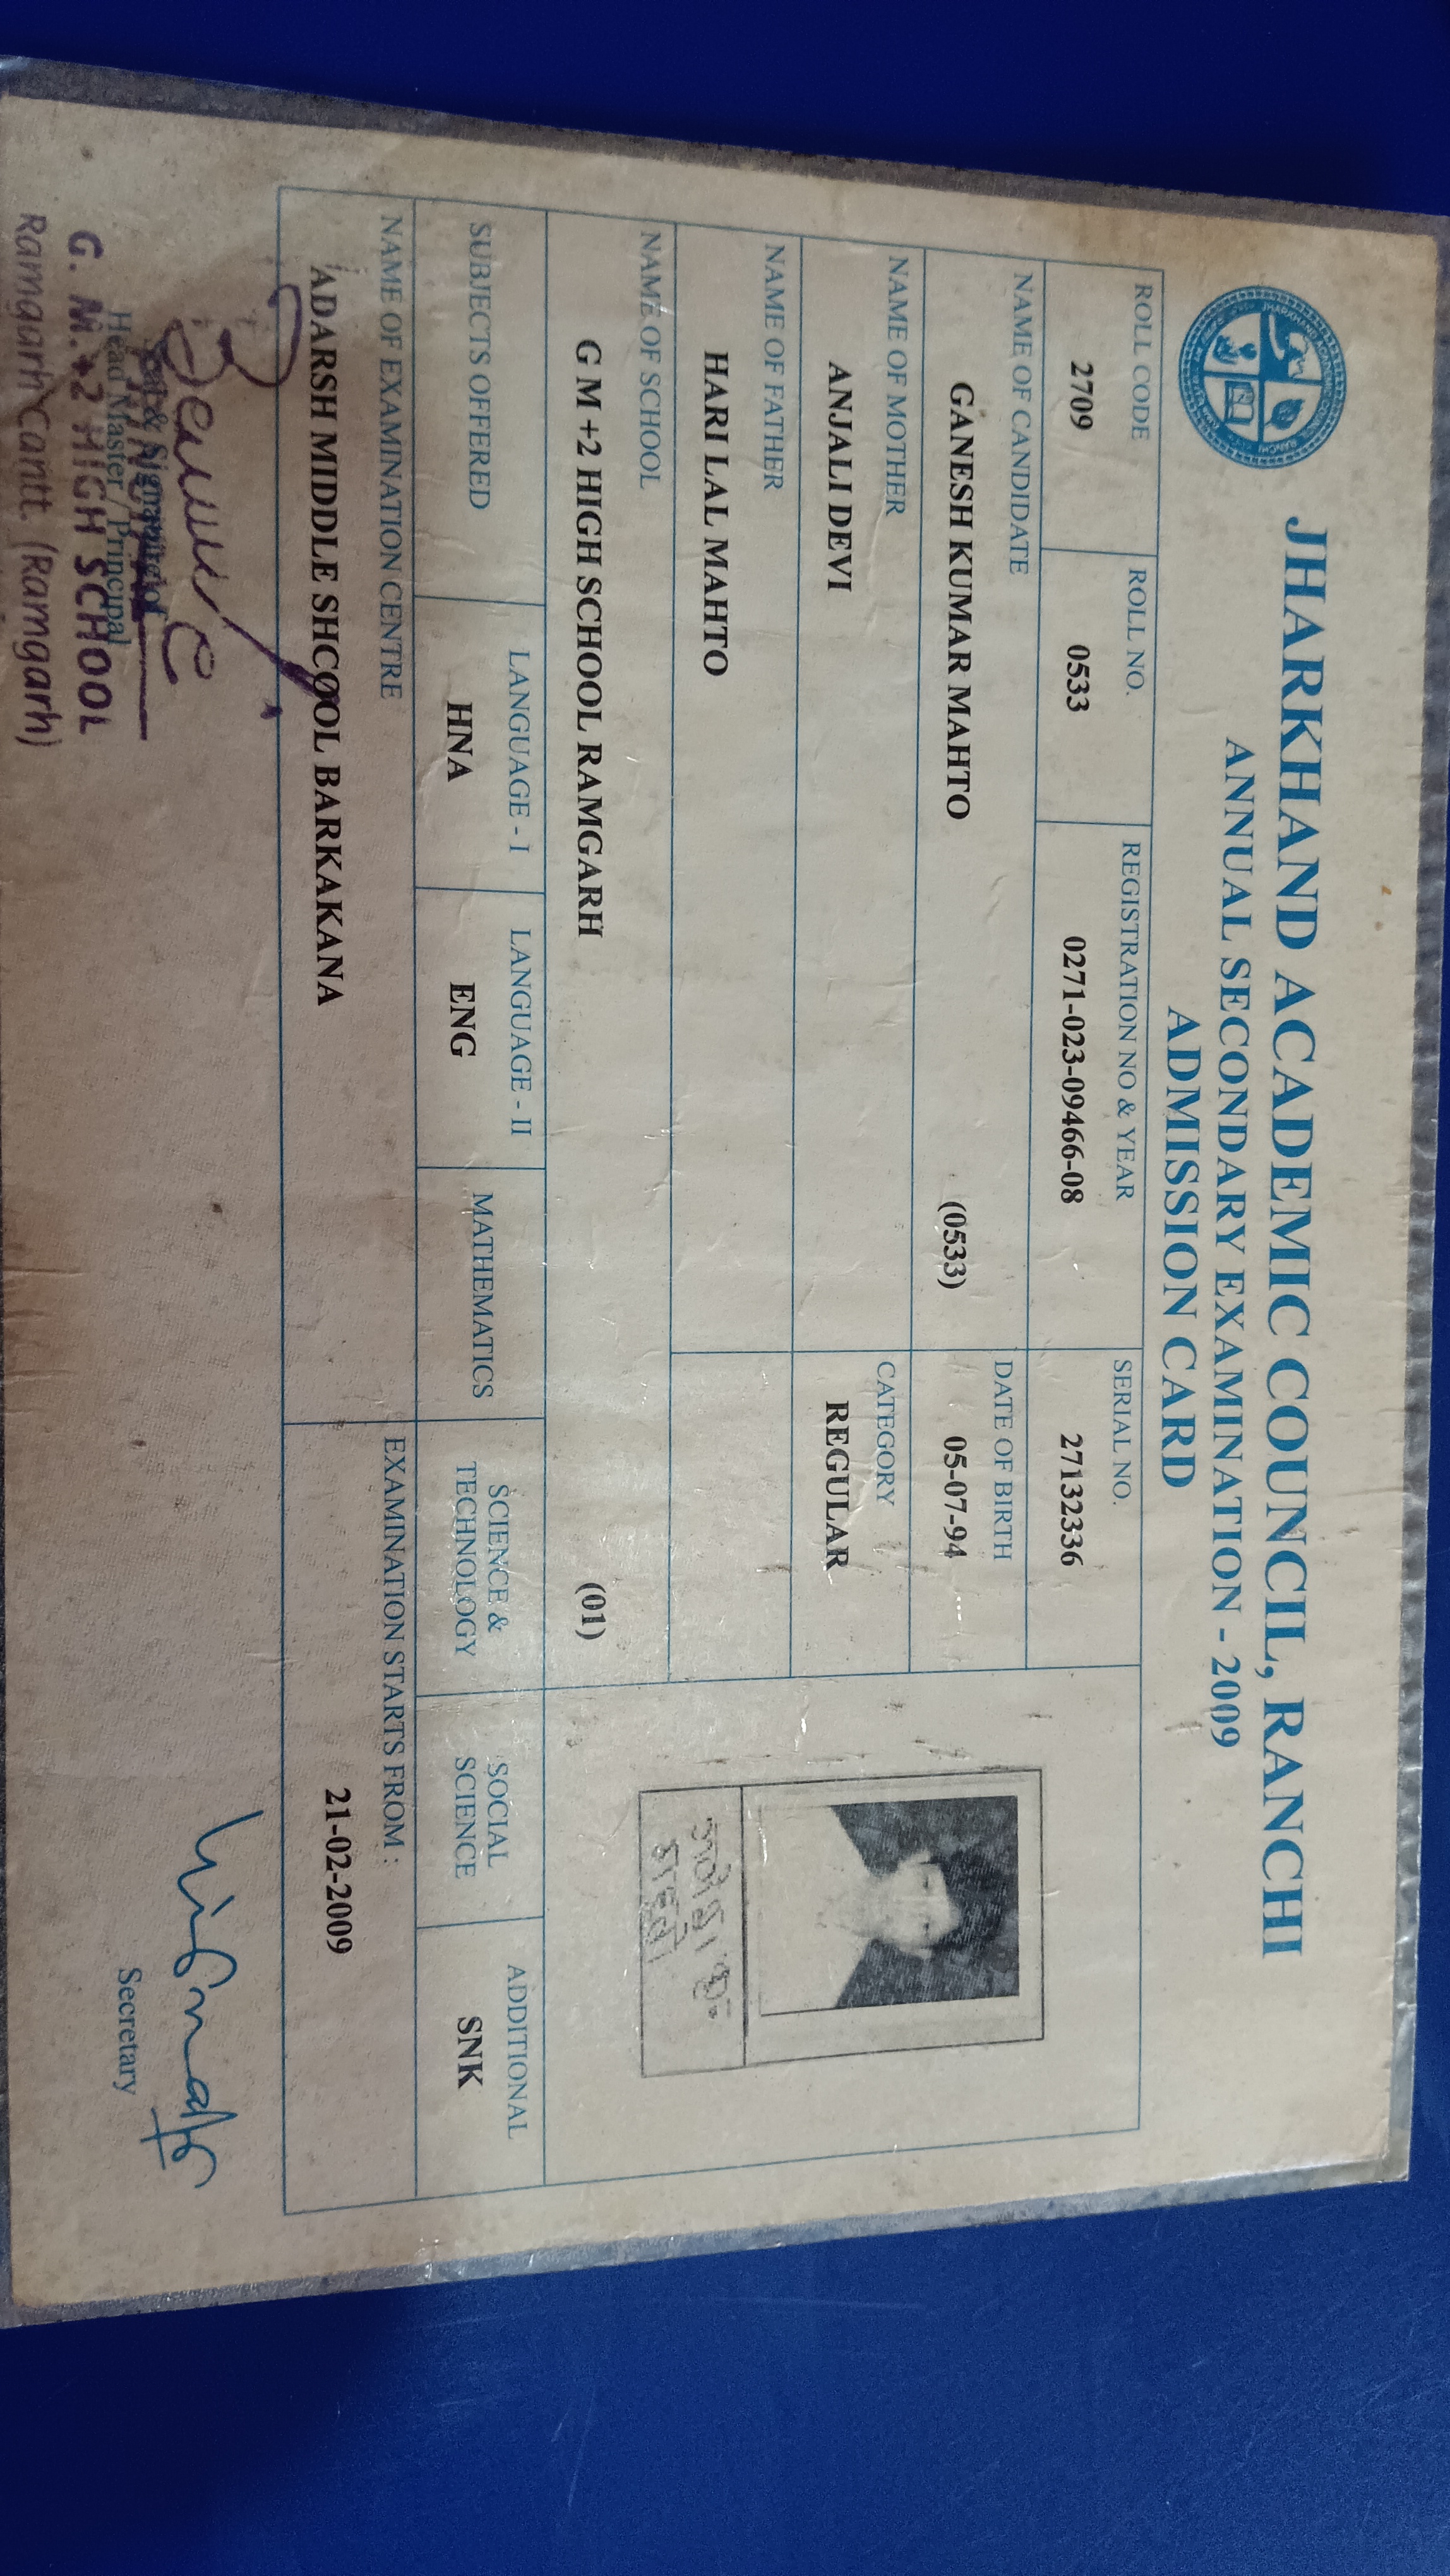 JHARKHAND ACADEMIC COUNCIL, RANCHI
ANNUAL SECONDARY EXAMINATION - 2009
ADMISSION CARD
ROLL CODE ROLL NO. REGISTRATION NO & YEAR SERIAL NO.
2709 0533 0271-023-09466-08 27132336
NAME OF CANDIDATE DATE OF BIRTH
GANESH KUMAR MAHTO (0533) 05-07-94
NAME OF MOTHER CATEGORY
ANJALI DEVI REGULAR
NAME OF FATHER
HARI LAL MAHTO
गणेश कु॰
महतो
NAME OF SCHOOL
G M +2 HIGH SCHOOL RAMGARH (01)
SUBJECTS OFFERED LANGUAGE - I LANGUAGE - II MATHEMATICS SCIENCE & TECHNOLOGY SOCIAL SCIENCE ADDITIONAL
HNA ENG SNK
NAME OF EXAMINATION CENTRE EXAMINATION STARTS FROM :
ADARSH MIDDLE SHCOOL BARKAKANA 21-02-2009
Seal & Signature of
Head Master / Principal
Secretary
G. M. +2 HIGH SCHOOL
Ramgarh Cantt. (Ramgarh)